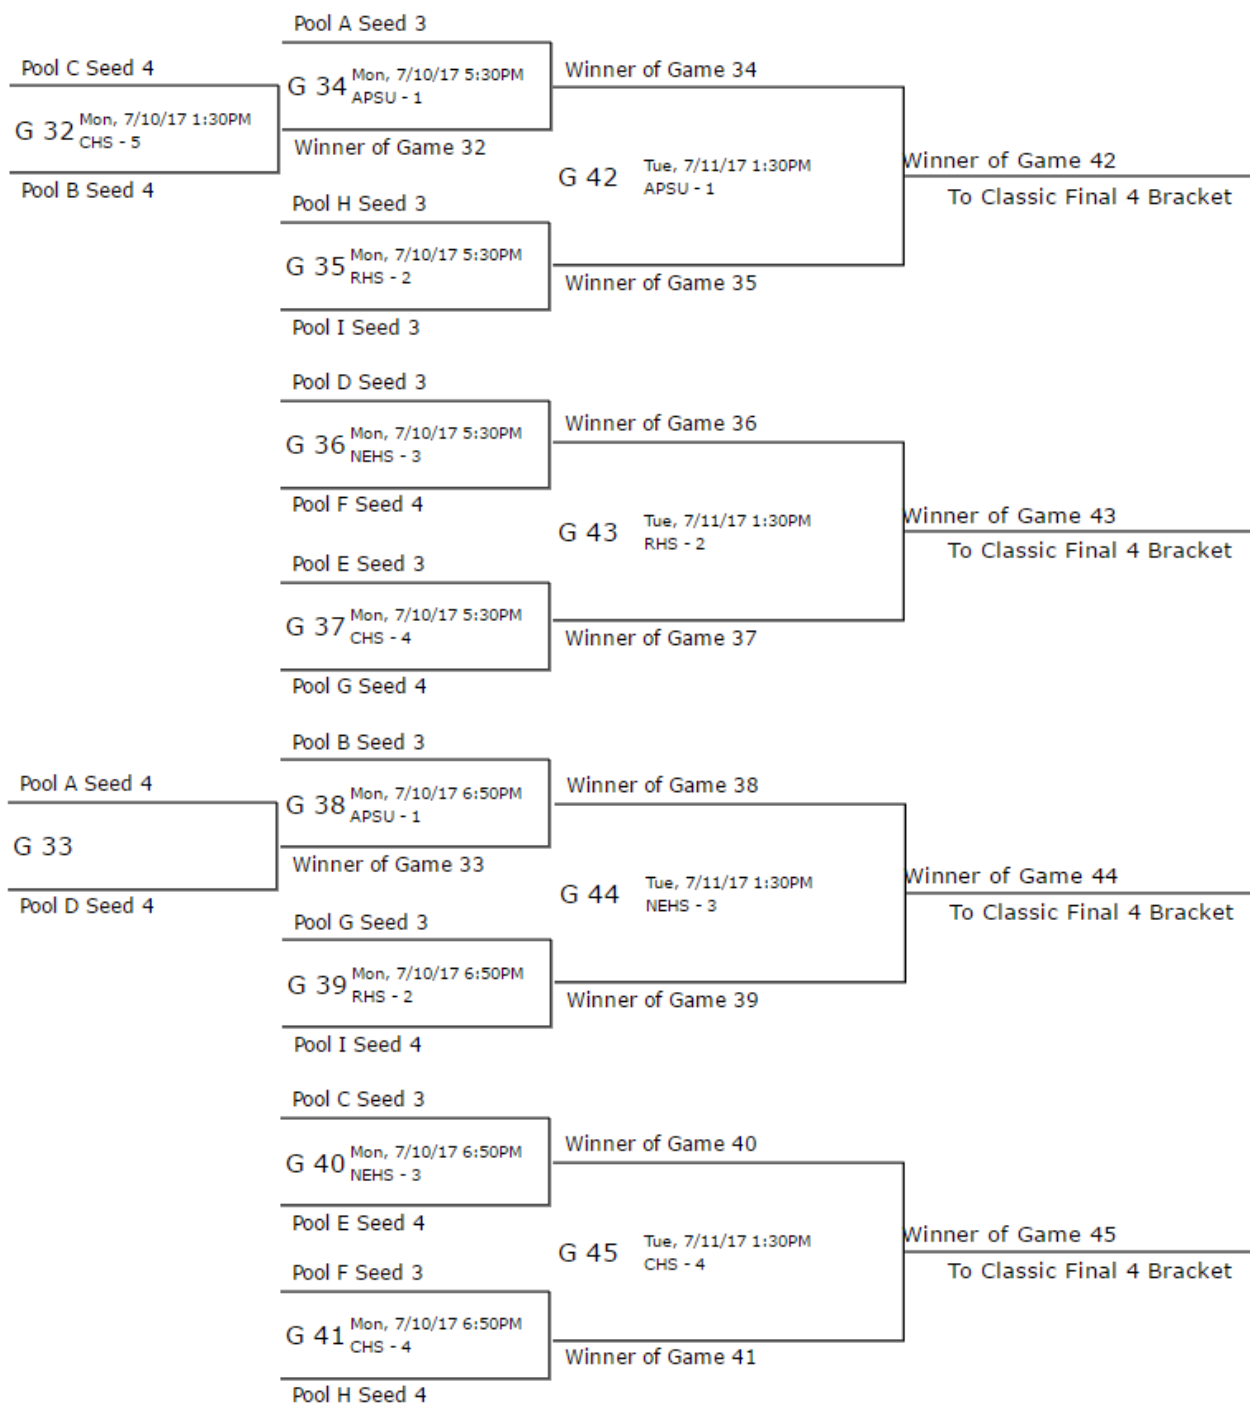 Pool A Seed 3
Pool C Seed 4
G 34 Mon, 7/10/17 5:30PM
APSU - 1
Winner of Game 34
G 32 Mon, 7/10/17 1:30PM
CHS - 5
Winner of Game 32
Pool B Seed 4
G 42 Tue, 7/11/17 1:30PM
APSU - 1
Winner of Game 42
To Classic Final 4 Bracket
Pool H Seed 3
G 35 Mon, 7/10/17 5:30PM
RHS - 2
Winner of Game 35
Pool I Seed 3
Pool D Seed 3
G 36 Mon, 7/10/17 5:30PM
NEHS - 3
Winner of Game 36
Pool F Seed 4
G 43 Tue, 7/11/17 1:30PM
RHS - 2
Winner of Game 43
To Classic Final 4 Bracket
Pool E Seed 3
G 37 Mon, 7/10/17 5:30PM
CHS - 4
Winner of Game 37
Pool G Seed 4
Pool B Seed 3
Pool A Seed 4
G 38 Mon, 7/10/17 6:50PM
APSU - 1
Winner of Game 38
G 33
Winner of Game 33
Pool D Seed 4
G 44 Tue, 7/11/17 1:30PM
NEHS - 3
Winner of Game 44
To Classic Final 4 Bracket
Pool G Seed 3
G 39 Mon, 7/10/17 6:50PM
RHS - 2
Winner of Game 39
Pool I Seed 4
Pool C Seed 3
G 40 Mon, 7/10/17 6:50PM
NEHS - 3
Winner of Game 40
Pool E Seed 4
G 45 Tue, 7/11/17 1:30PM
CHS - 4
Winner of Game 45
To Classic Final 4 Bracket
Pool F Seed 3
G 41 Mon, 7/10/17 6:50PM
CHS - 4
Winner of Game 41
Pool H Seed 4